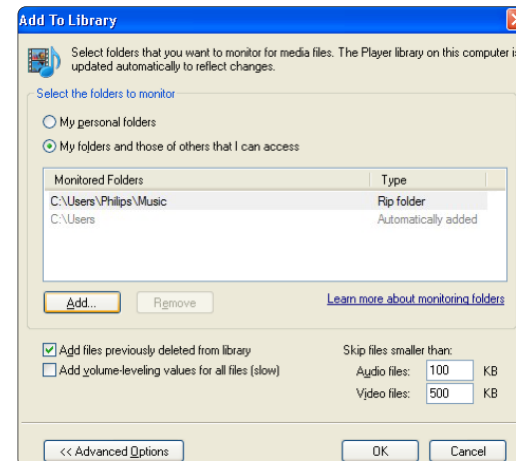 Add To Library
Select folders that you want to monitor for media files. The Player library on this computer is
updated automatically to reflect changes.
Select the folders to monitor
My personal folders
My folders and those of others that I can access
Monitored Folders Type
C:\Users\Philips\Music Rip folder
C:\Users Automatically added
Add... Remove Learn more about monitoring folders
Add files previously deleted from library Skip files smaller than:
Add volume-leveling values for all files (slow) Audio files: 100 KB
Video files: 500 KB
<< Advanced Options OK Cancel